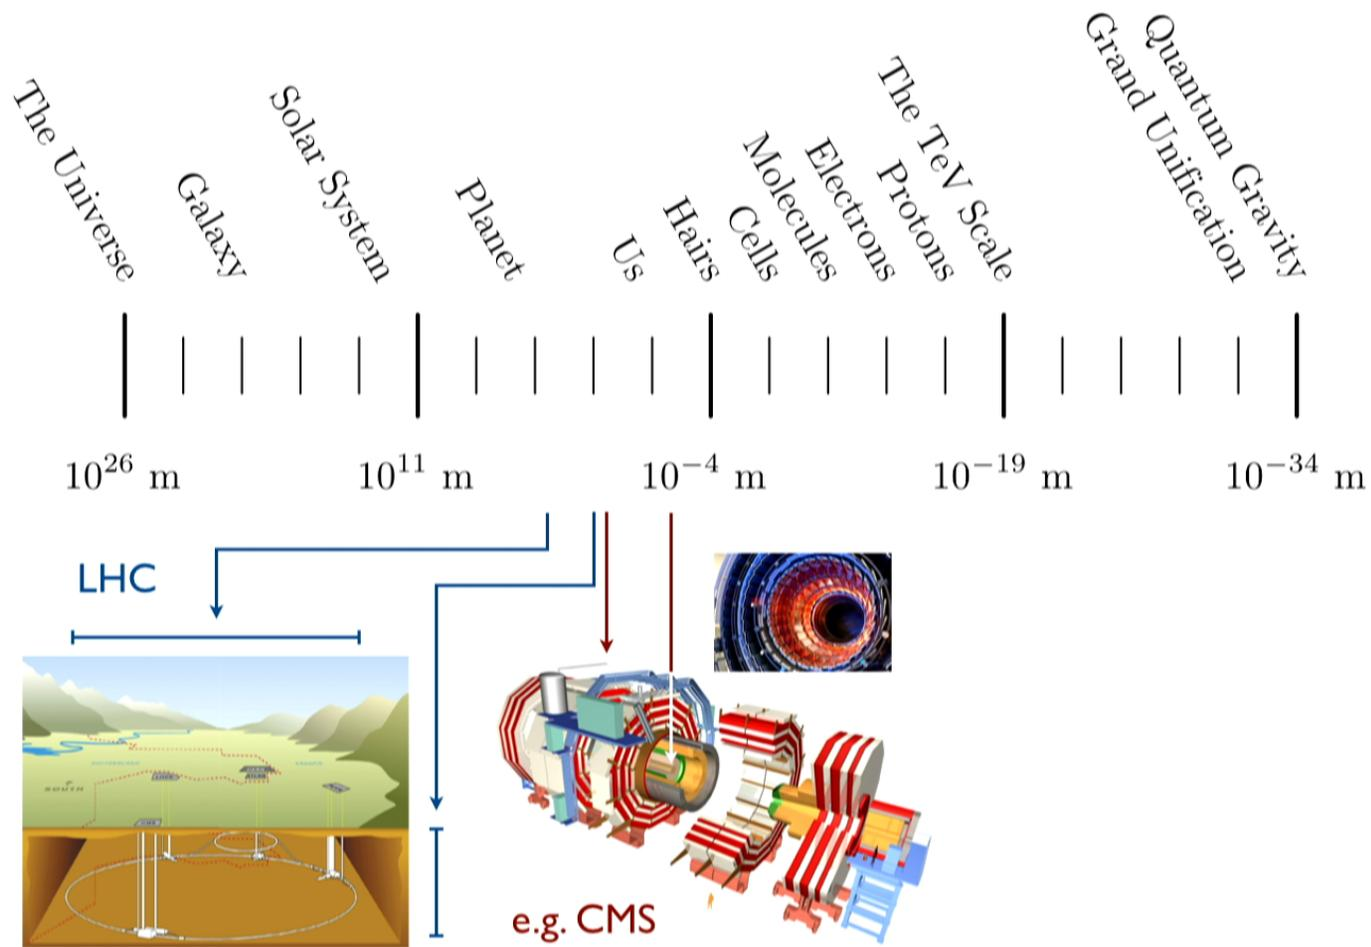 The Universe
Galaxy
Solar System
Planet
Us
Hairs
Cells
Molecules
Electrons
Protons
The TeV Scale
Grand Unification
Quantum Gravity
10^26 m
10^11 m
10^−4 m
10^−19 m
10^−34 m
LHC
SOUTH
e.g. CMS